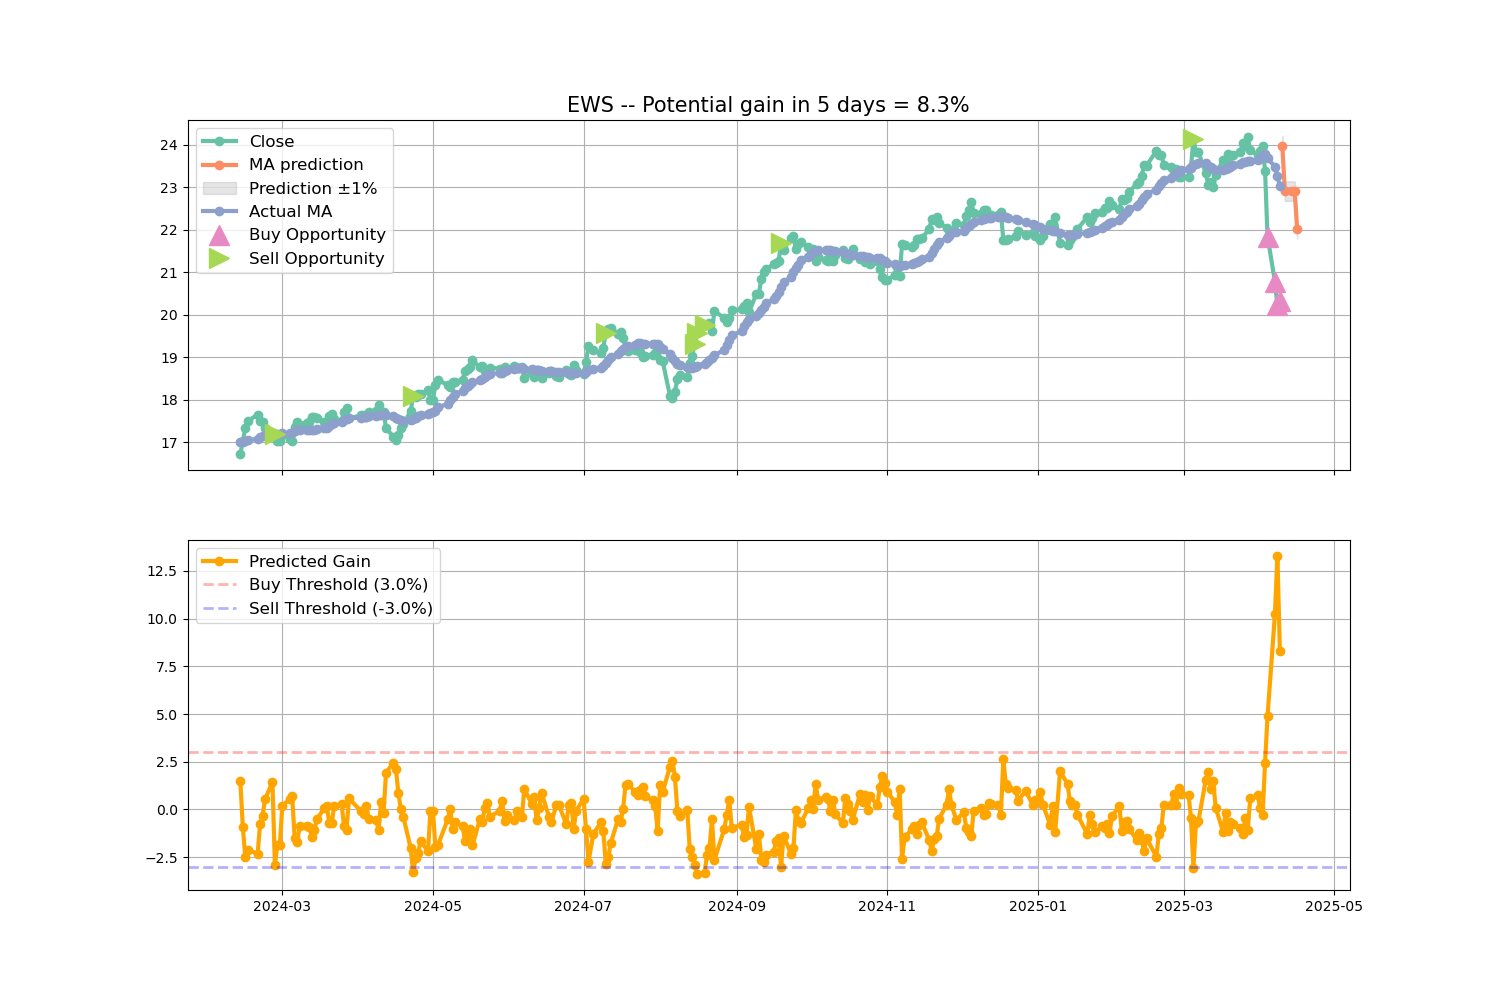 EWS -- Potential gain in 5 days = 8.3%
Close
MA prediction
Prediction ±1%
Actual MA
Buy Opportunity
Sell Opportunity
24
23
22
21
20
19
18
17
Predicted Gain
Buy Threshold (3.0%)
Sell Threshold (-3.0%)
12.5
10.0
7.5
5.0
2.5
0.0
−2.5
2024-03
2024-05
2024-07
2024-09
2024-11
2025-01
2025-03
2025-05